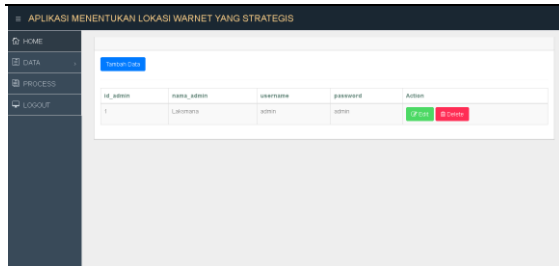 APLIKASI MENENTUKAN LOKASI WARNET YANG STRATEGIS
HOME
DATA
PROCESS
LOGOUT
Tambah Data
id_admin nama_admin username password Action
1 Laksmana admin admin Edit Delete